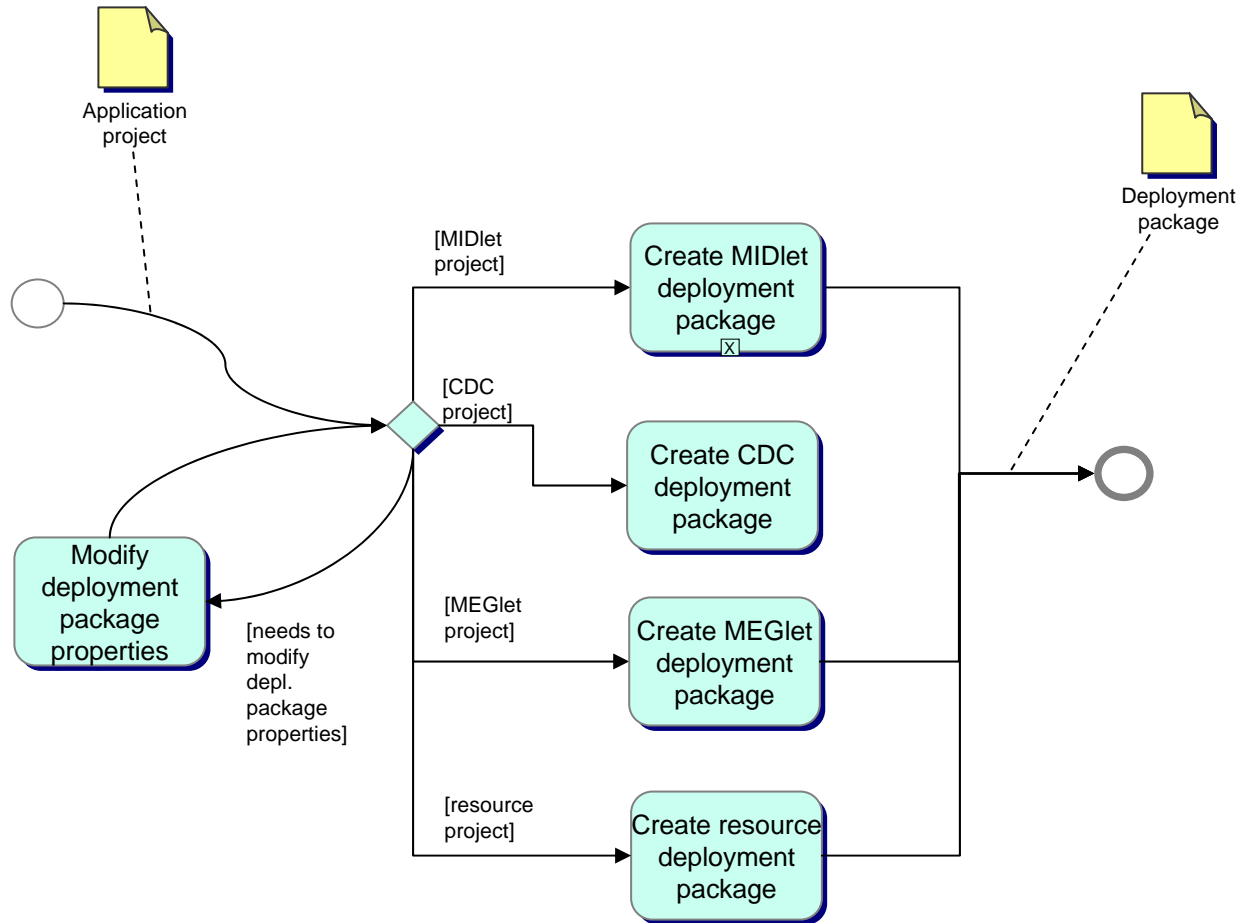 Application
project
Deployment
package
[MIDlet
project]
Create MIDlet
deployment
package
X
[CDC
project]
Create CDC
deployment
package
Modify
deployment
package
properties
[needs to
modify
depl.
package
properties]
[MEGlet
project]
Create MEGlet
deployment
package
[resource
project]
Create resource
deployment
package